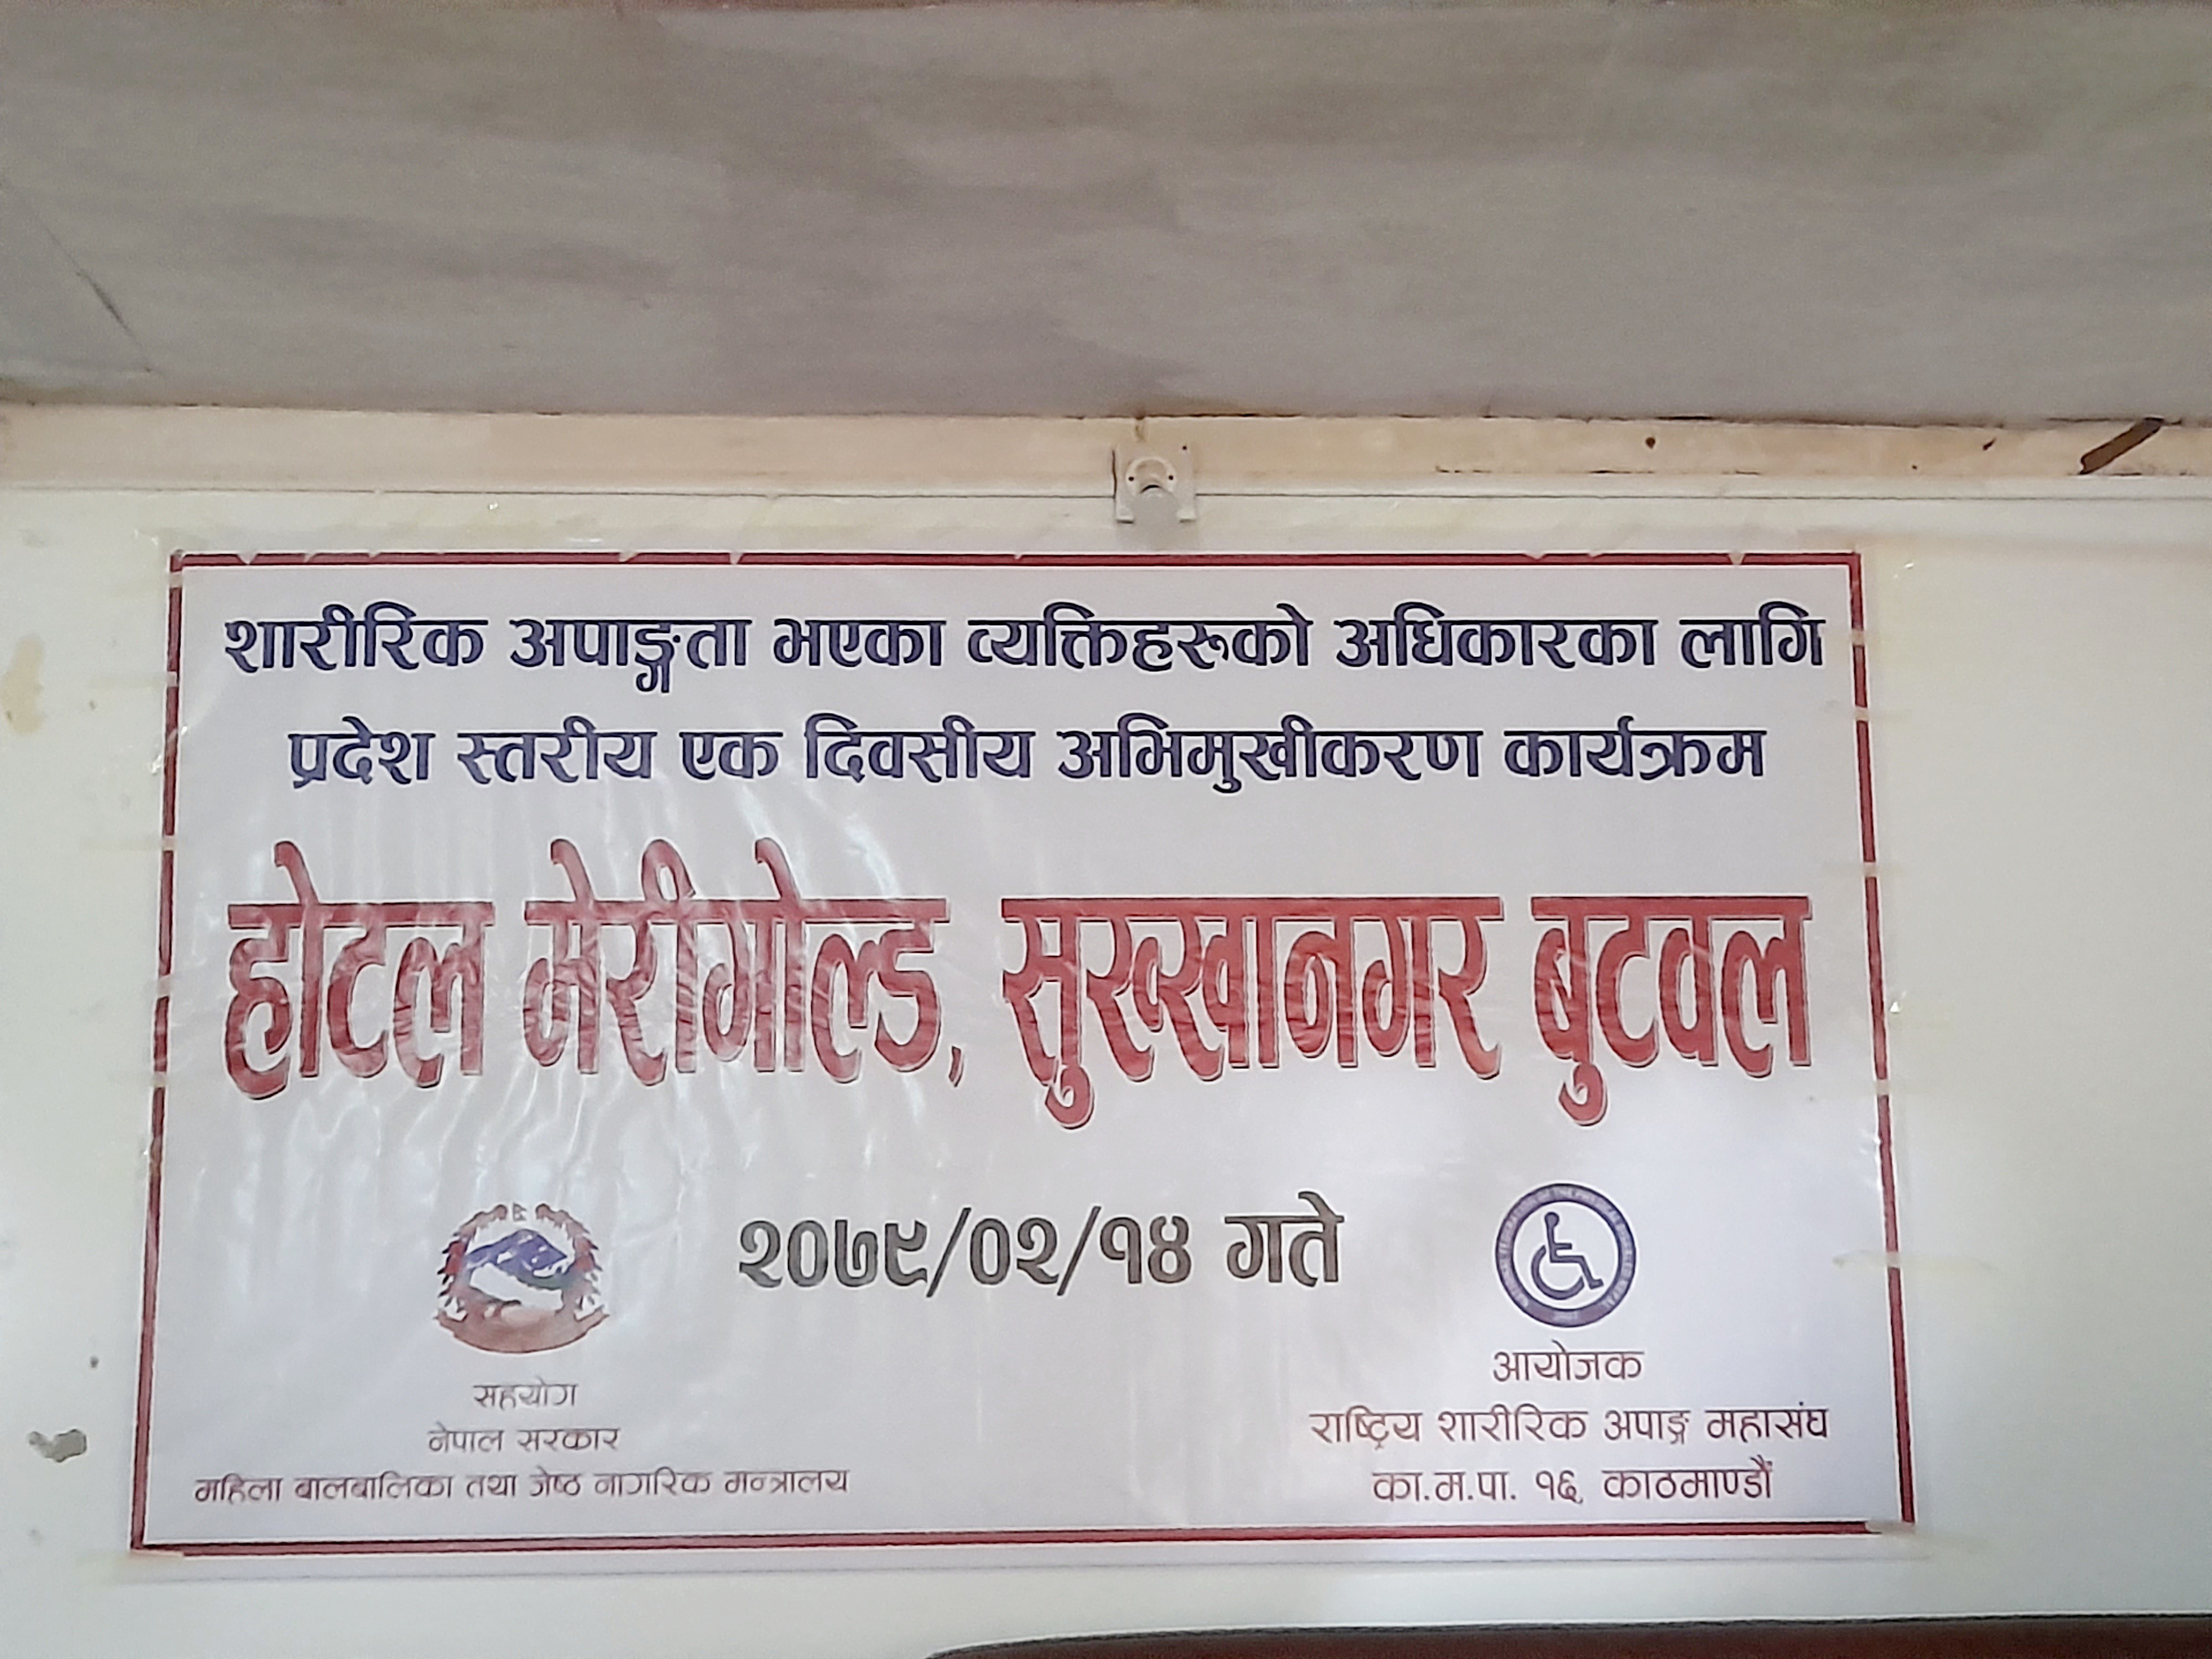 शारीरिक अपाङ्गता भएका व्यक्तिहरुको अधिकारका लागि
प्रदेश स्तरीय एक दिवसीय अभिमुखीकरण कार्यक्रम
होटल मेरीगोल्ड, सुख्खानगर बुटवल
२०७९/०२/१४ गते
सहयोग
नेपाल सरकार
महिला बालबालिका तथा जेष्ठ नागरिक मन्त्रालय
आयोजक
राष्ट्रिय शारीरिक अपाङ्ग महासंघ
का.म.पा. १६, काठमाण्डौं